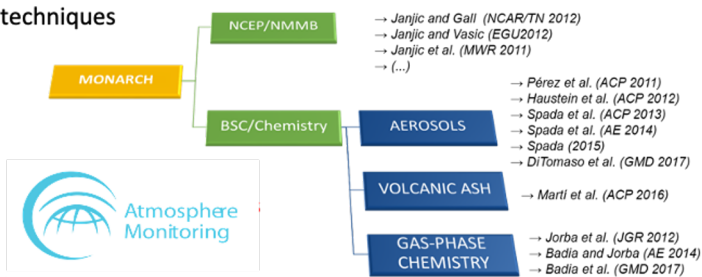 techniques
NCEP/NMMB
→ Janjic and Gall (NCAR/TN 2012)
→ Janjic and Vasic (EGU2012)
→ Janjic et al. (MWR 2011)
→ (...)
MONARCH
BSC/Chemistry
AEROSOLS
→ Pérez et al. (ACP 2011)
→ Haustein et al. (ACP 2012)
→ Spada et al. (ACP 2013)
→ Spada et al. (AE 2014)
→ Spada (2015)
→ DiTomaso et al. (GMD 2017)
VOLCANIC ASH
→ Marti et al. (ACP 2016)
GAS-PHASE
CHEMISTRY
→ Jorba et al. (JGR 2012)
→ Badia and Jorba (AE 2014)
→ Badia et al. (GMD 2017)
Atmosphere
Monitoring